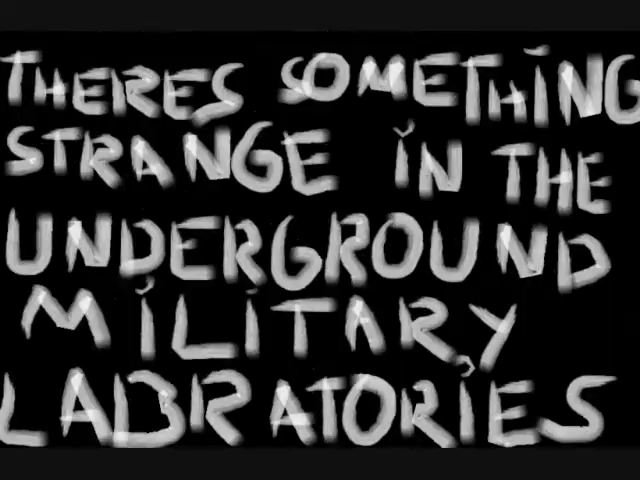 THERES SOMETHING
STRANGE IN THE
UNDERGROUND
MILITARY
LABRATORIES